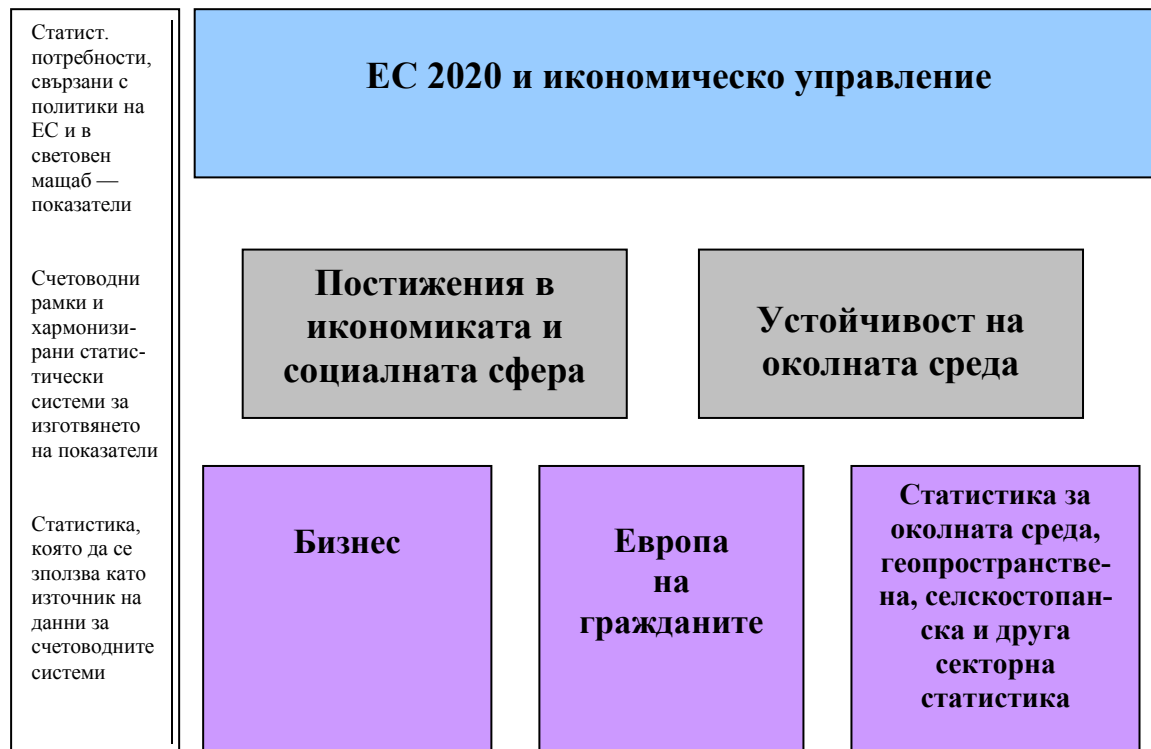 Статист.
потребности,
свързани с
политики на
ЕС и в
световен
мащаб —
показатели
ЕС 2020 и икономическо управление
Счетоводни
рамки и
хармонизи-
рани статис-
тически
системи за
изготвянето
на показатели
Постижения в
икономиката и
социалната сфера
Устойчивост на
околната среда
Статистика,
която да се
зползва като
източник на
данни за
счетоводните
системи
Бизнес
Европа
на
гражданите
Статистика за
околната среда,
геопространстве-
на, селскостопан-
ска и друга
секторна
статистика